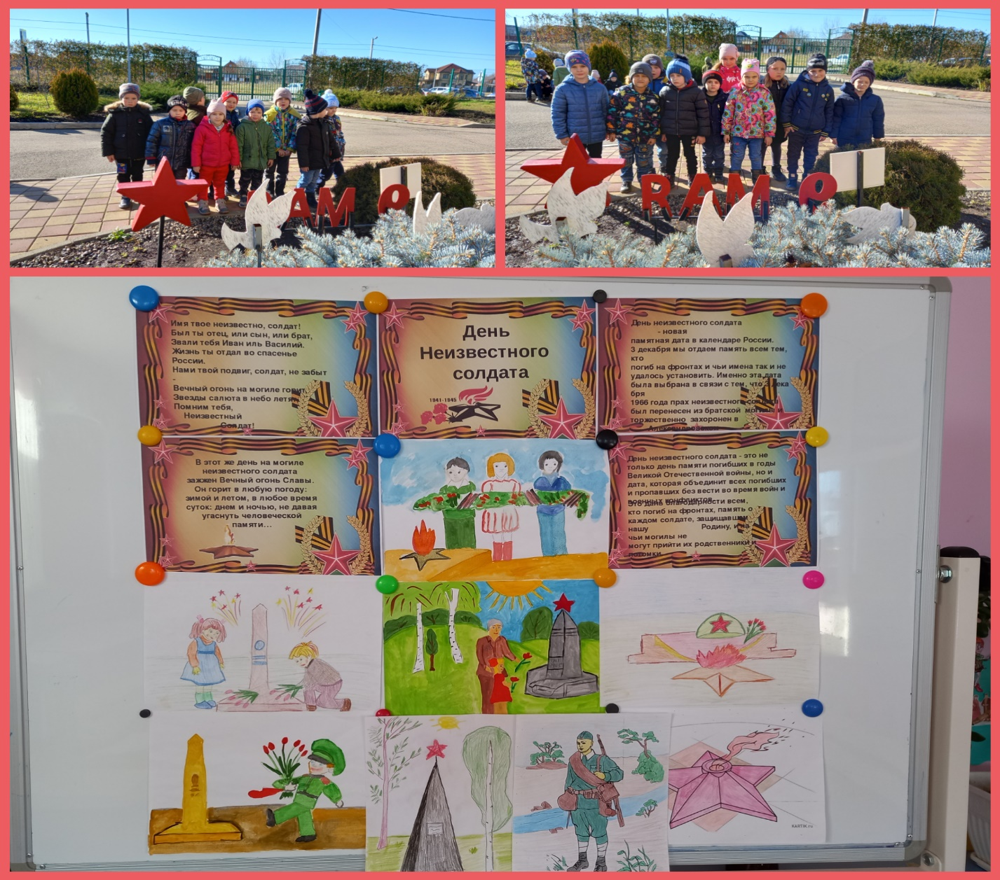 RAM
Имя твое неизвестно, солдат!
Был ты отец, или сын, или брат,
Звали тебя Иван иль Василий.
Жизнь ты отдал во спасенье
России.
Нами твой подвиг, солдат, не забыт
-
Вечный огонь на могиле горит,
Звезды салюта в небо летят,
Помним тебя,
Неизвестный
Солдат!
День
Неизвестного
солдата
1941-1945
День неизвестного солдата
- новая
памятная дата в календаре России.
3 декабря мы отдаем память всем тем,
кто
погиб на фронтах и чьи имена так и не
удалось установить. Именно эта дата
была выбрана в связи с тем, что 3 дека
бря
1966 года прах неизвестного солдата
был перенесен из братской могилы и
торжественно захоронен в
В этот же день на могиле
неизвестного солдата
зажжен Вечный огонь Славы.
Он горит в любую погоду:
зимой и летом, в любое время
суток: днем и ночью, не давая
угаснуть человеческой
памяти...
День неизвестного солдата - это не
только день памяти погибших в годы
Великой Отечественной войны, но и
дата, которая объединит всех погибших
и пропавших без вести во время войн и
военных конфликтов.
Это дань благодарности всем,
кто погиб на фронтах, память о
каждом солдате, защищавшем
нашу Родину, и на
чьи могилы не
могут прийти их родственники и
потомки
KARTIK.ru